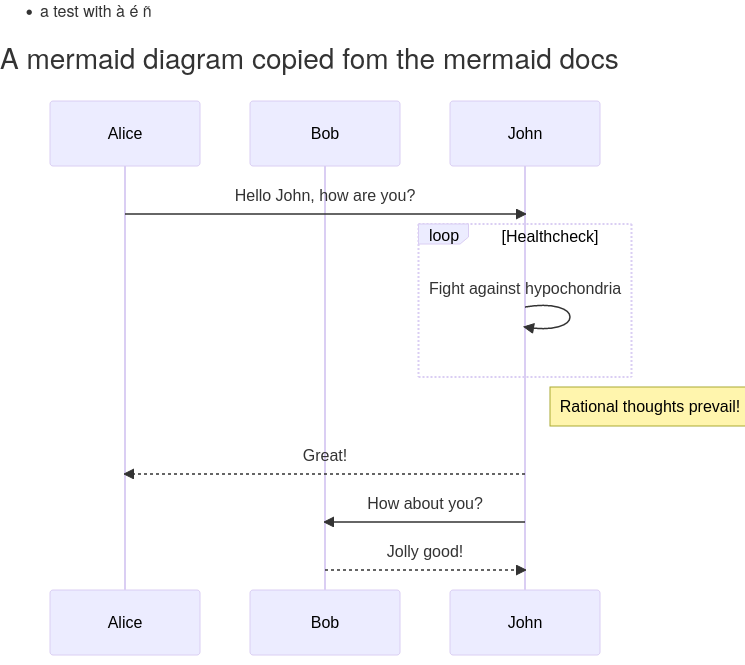 • a test with à é ñ
A mermaid diagram copied fom the mermaid docs
Alice
Bob
John
Hello John, how are you?
loop
[Healthcheck]
Fight against hypochondria
Rational thoughts prevail!
Great!
How about you?
Jolly good!
Alice
Bob
John